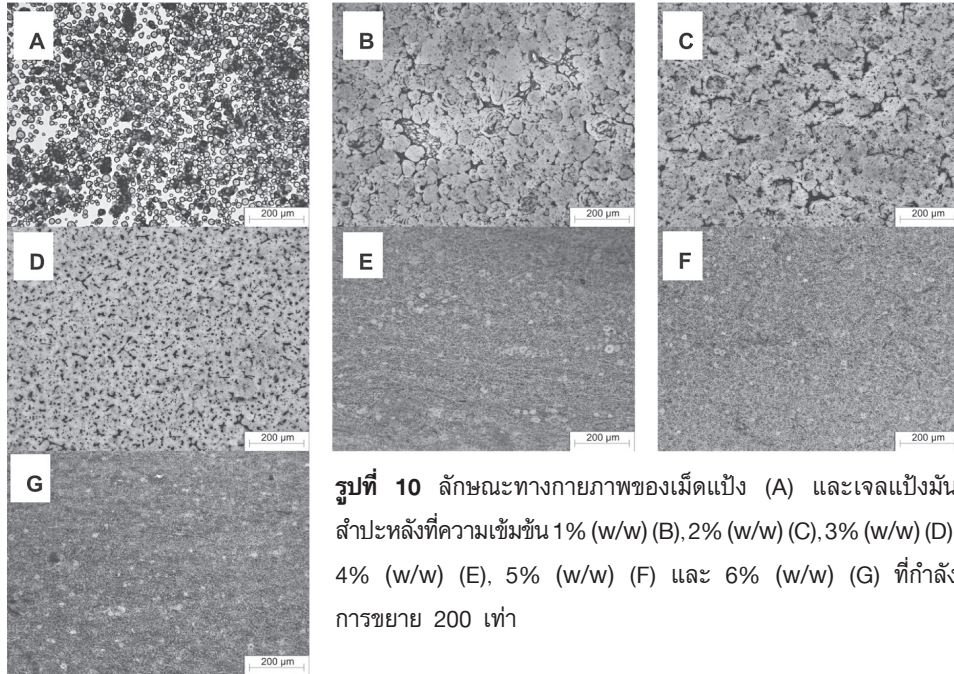 A
B
C
200 µm
200 µm
200 µm
D
E
F
200 µm
200 µm
200 µm
G
200 µm
รูปที่ 10 ลักษณะทางกายภาพของเม็ดแป้ง (A) และเจลแป้งมัน
สำปะหลังที่ความเข้มข้น 1% (w/w) (B), 2% (w/w) (C), 3% (w/w) (D)
4% (w/w) (E), 5% (w/w) (F) และ 6% (w/w) (G) ที่กำลัง
การขยาย 200 เท่า